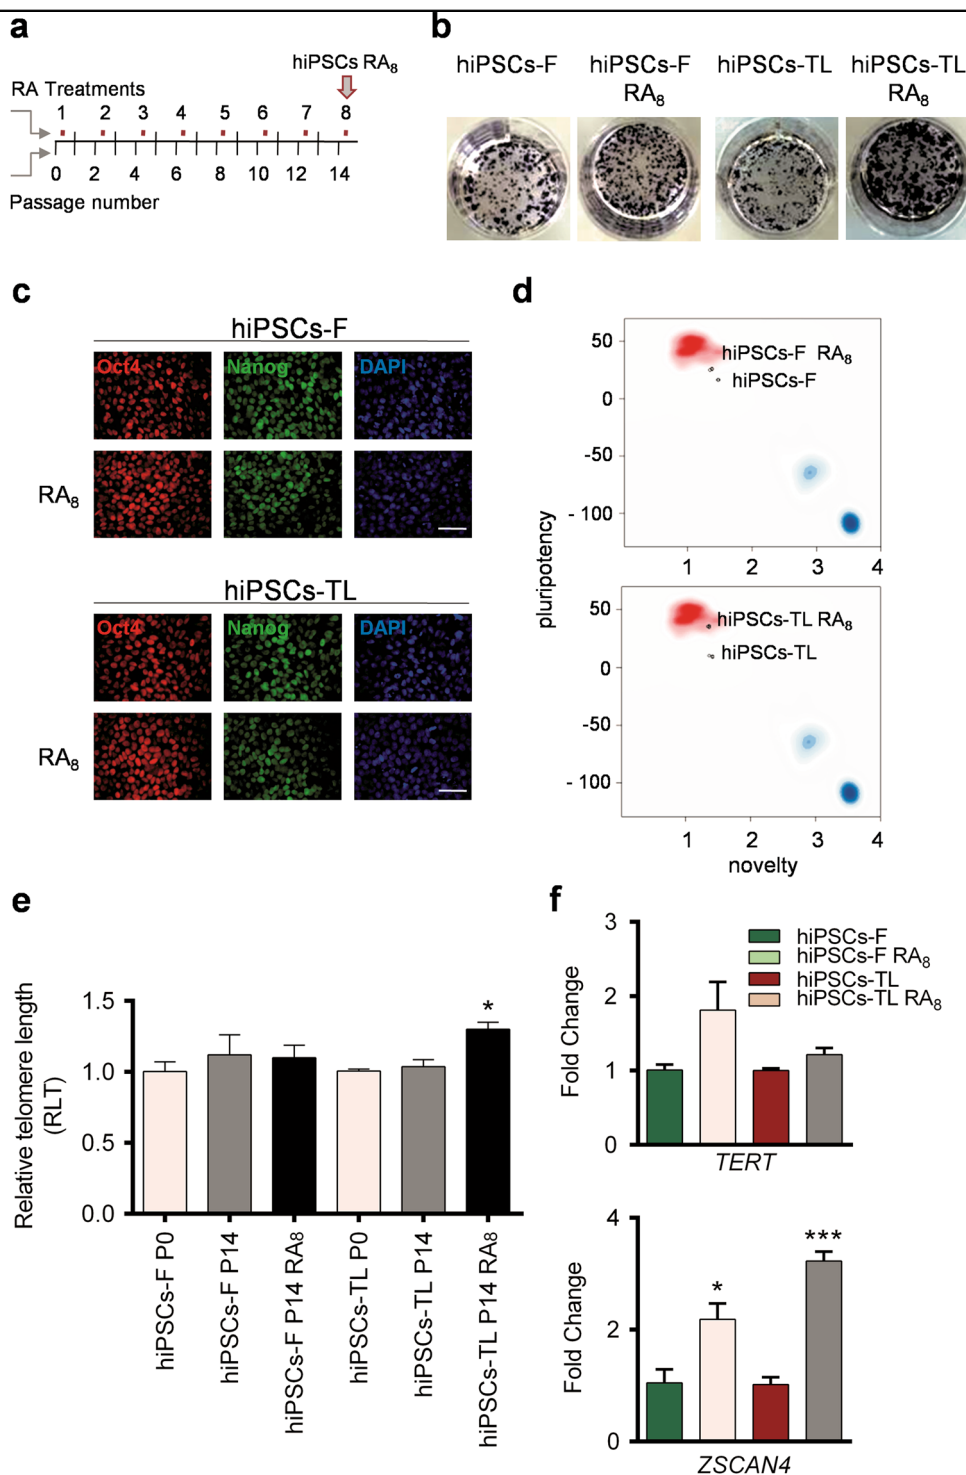 a
hiPSCs RA8
RA Treatments
1 2 3 4 5 6 7 8
0 2 4 6 8 10 12 14
Passage number
b
hiPSCs-F
hiPSCs-F RA8
hiPSCs-TL
hiPSCs-TL RA8
c
hiPSCs-F
Oct4 Nanog DAPI
RA8
hiPSCs-TL
Oct4 Nanog DAPI
RA8
d
pluripotency
50
0
-50
- 100
hiPSCs-F RA8
hiPSCs-F
1 2 3 4
50
0
-50
- 100
hiPSCs-TL RA8
hiPSCs-TL
1 2 3 4
novelty
e
Relative telomere length
(RLT)
1.5
1.0
0.5
0.0
*
hiPSCs-F P0
hiPSCs-F P14
hiPSCs-F P14 RA8
hiPSCs-TL P0
hiPSCs-TL P14
hiPSCs-TL P14 RA8
f
Fold Change
3
2
1
0
hiPSCs-F
hiPSCs-F RA8
hiPSCs-TL
hiPSCs-TL RA8
TERT
Fold Change
4
2
0
*
***
ZSCAN4